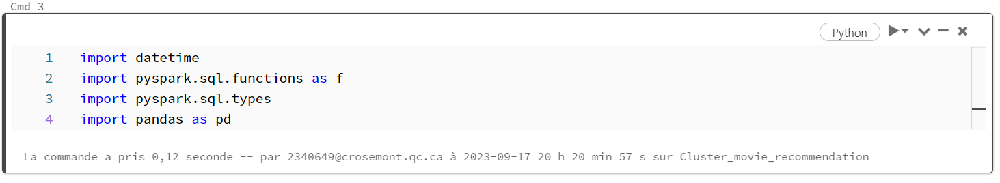 Cmd 3
Python
1 import datetime
2 import pyspark.sql.functions as f
3 import pyspark.sql.types
4 import pandas as pd
La commande a pris 0,12 seconde -- par 2340649@crosemont.qc.ca à 2023-09-17 20 h 20 min 57 s sur Cluster_movie_recommendation